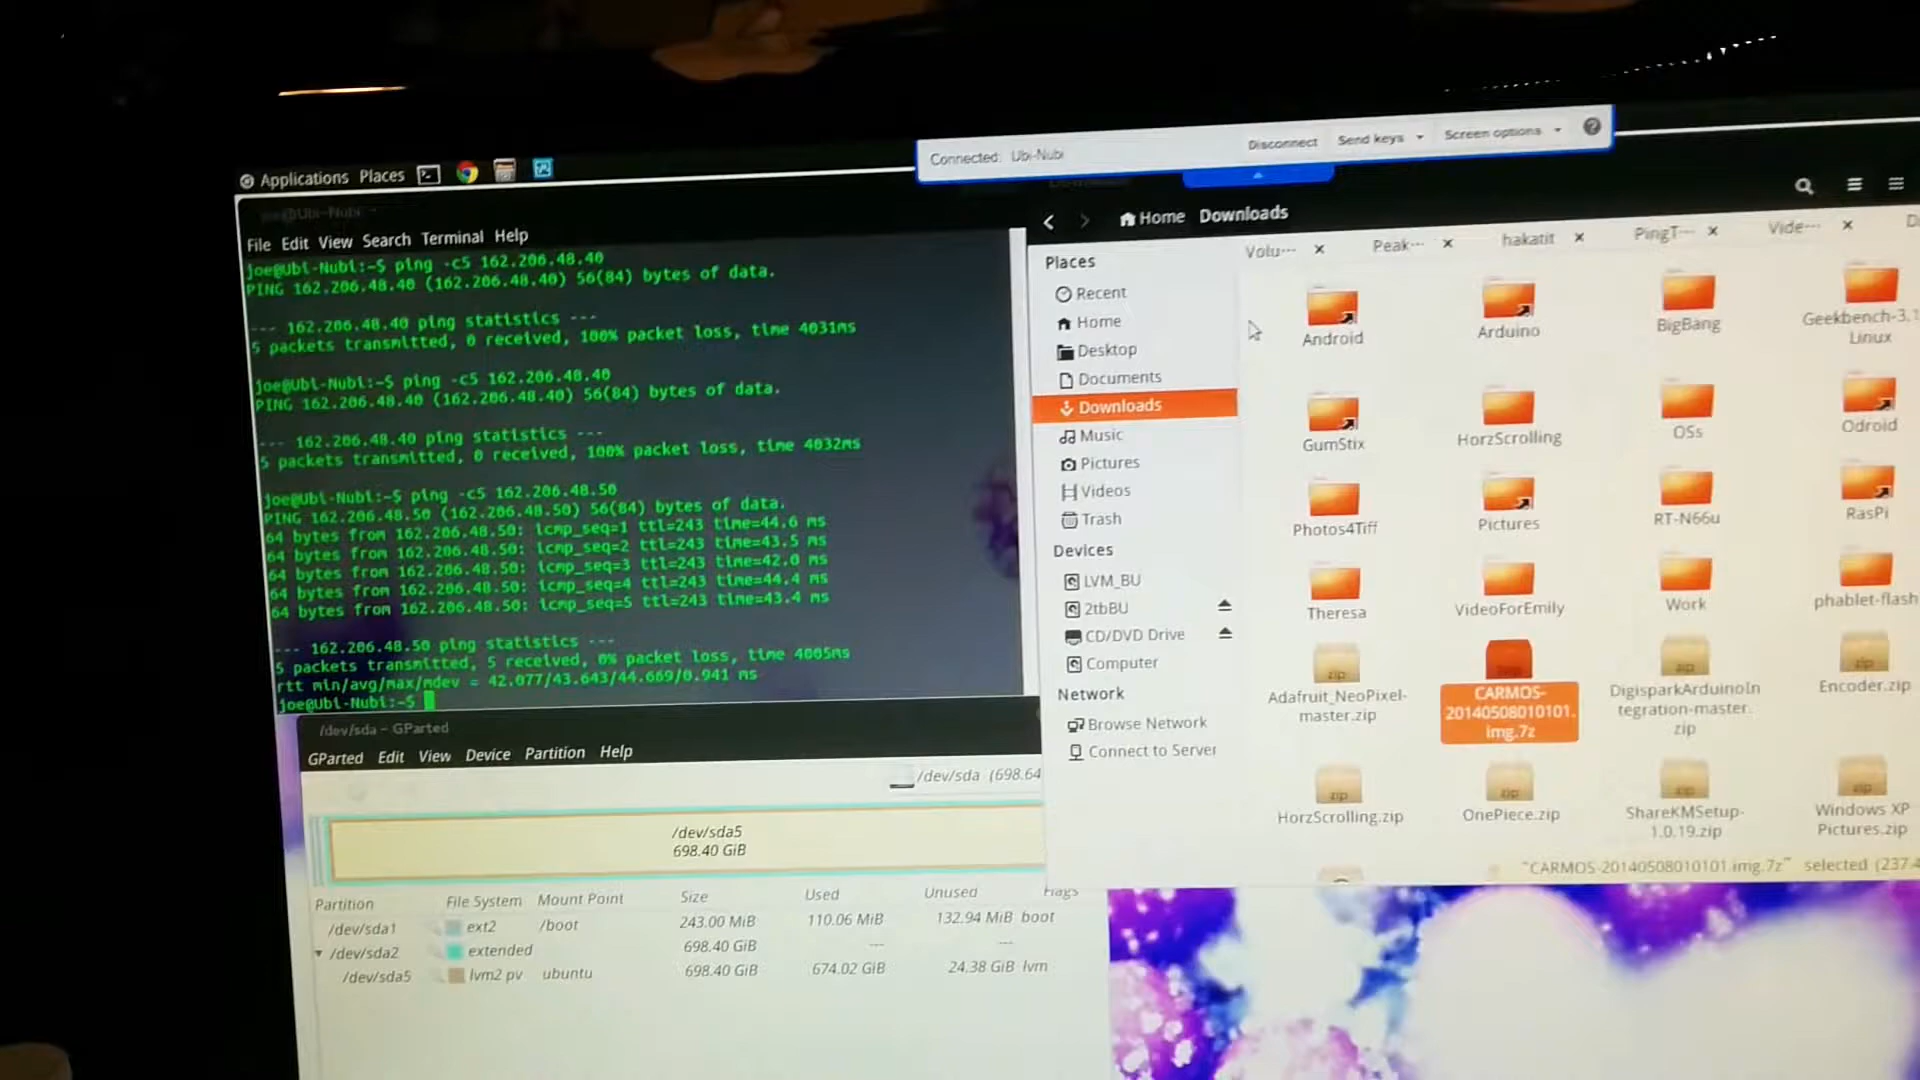 Connected: Ubi-Nubi
Disconnect
Send keys
Screen options
?
Applications Places
joe@Ubi-Nubi: ~
File Edit View Search Terminal Help
joe@Ubi-Nubi:~$ ping -c5 162.206.48.40
PING 162.206.48.40 (162.206.48.40) 56(84) bytes of data.
--- 162.206.48.40 ping statistics ---
5 packets transmitted, 0 received, 100% packet loss, time 4031ms
joe@Ubi-Nubi:~$ ping -c5 162.206.48.40
PING 162.206.48.40 (162.206.48.40) 56(84) bytes of data.
--- 162.206.48.40 ping statistics ---
5 packets transmitted, 0 received, 100% packet loss, time 4032ms
joe@Ubi-Nubi:~$ ping -c5 162.206.48.50
PING 162.206.48.50 (162.206.48.50) 56(84) bytes of data.
64 bytes from 162.206.48.50: icmp_seq=1 ttl=243 time=44.6 ms
64 bytes from 162.206.48.50: icmp_seq=2 ttl=243 time=43.5 ms
64 bytes from 162.206.48.50: icmp_seq=3 ttl=243 time=42.0 ms
64 bytes from 162.206.48.50: icmp_seq=4 ttl=243 time=44.4 ms
64 bytes from 162.206.48.50: icmp_seq=5 ttl=243 time=43.4 ms
--- 162.206.48.50 ping statistics ---
5 packets transmitted, 5 received, 0% packet loss, time 4005ms
rtt min/avg/max/mdev = 42.077/43.643/44.669/0.941 ms
joe@Ubi-Nubi:~$
/dev/sda - GParted
GParted Edit View Device Partition Help
/dev/sda (698.64
/dev/sda5
698.40 GiB
Partition File System Mount Point Size Used Unused Flags
/dev/sda1 ext2 /boot 243.00 MiB 110.06 MiB 132.94 MiB boot
/dev/sda2 extended 698.40 GiB --- ---
/dev/sda5 lvm2 pv ubuntu 698.40 GiB 674.02 GiB 24.38 GiB lvm
Home Downloads
Volu··· Peak··· hakatit PingT··· Vide···
Places
Recent
Home
Desktop
Documents
Downloads
Music
Pictures
Videos
Trash
Devices
LVM_BU
2tbBU
CD/DVD Drive
Computer
Network
Browse Network
Connect to Server
Android
Arduino
BigBang
Geekbench-3.1
Linux
GumStix
HorzScrolling
OSs
Odroid
Photos4Tiff
Pictures
RT-N66u
RasPi
Theresa
VideoForEmily
Work
phablet-flash
Adafruit_NeoPixel-
master.zip
CARMOS-
20140508010101.
img.7z
DigisparkArduinoIn
tegration-master.
zip
Encoder.zip
HorzScrolling.zip
OnePiece.zip
ShareKMSetup-
1.0.19.zip
Windows XP
Pictures.zip
"CARMOS-20140508010101.img.7z" selected (237.4